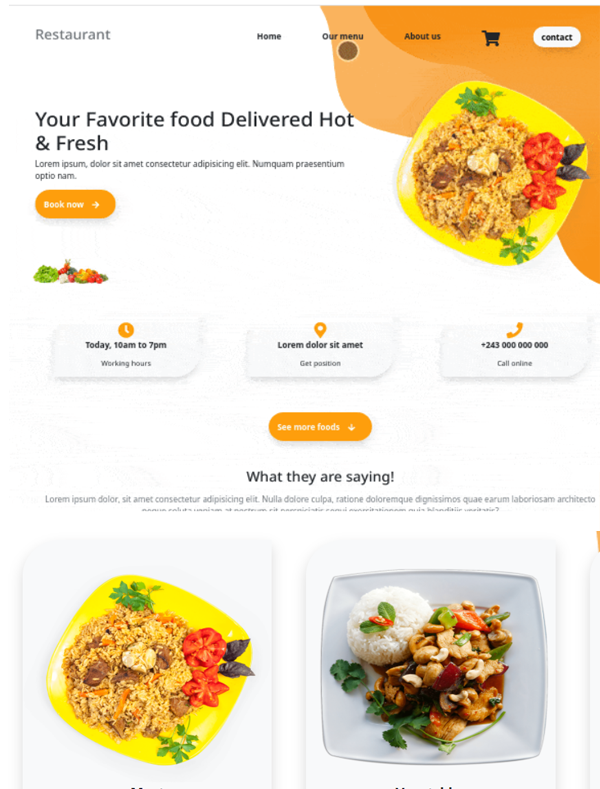 Restaurant
Home
Our menu
About us
contact
Your Favorite food Delivered Hot
& Fresh
Lorem ipsum, dolor sit amet consectetur adipisicing elit. Numquam praesentium
optio nam.
Book now
Today, 10am to 7pm
Working hours
Lorem dolor sit amet
Get position
+243 000 000 000
Call online
See more foods
What they are saying!
Lorem ipsum dolor, sit amet consectetur adipisicing elit. Nulla dolore culpa, ratione doloremque dignissimos quae earum laboriosam architecto